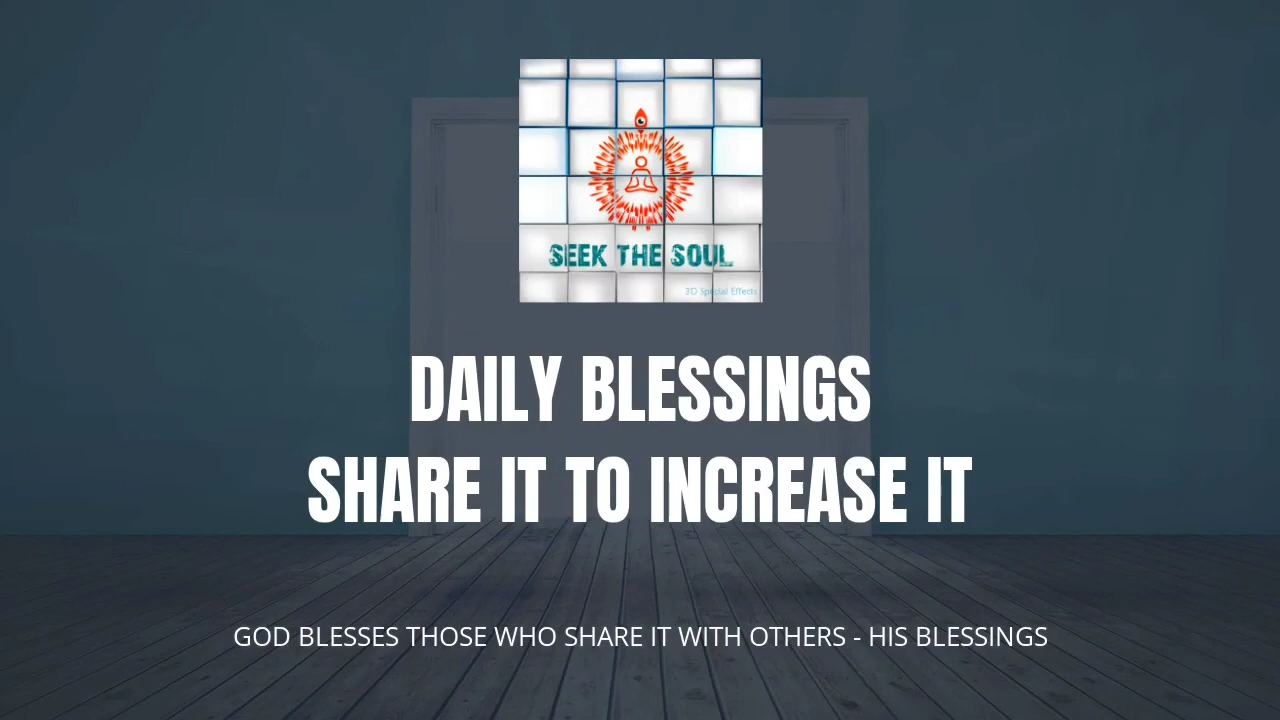 SEEK THE SOUL
3D Special Effects
DAILY BLESSINGS
SHARE IT TO INCREASE IT
GOD BLESSES THOSE WHO SHARE IT WITH OTHERS - HIS BLESSINGS